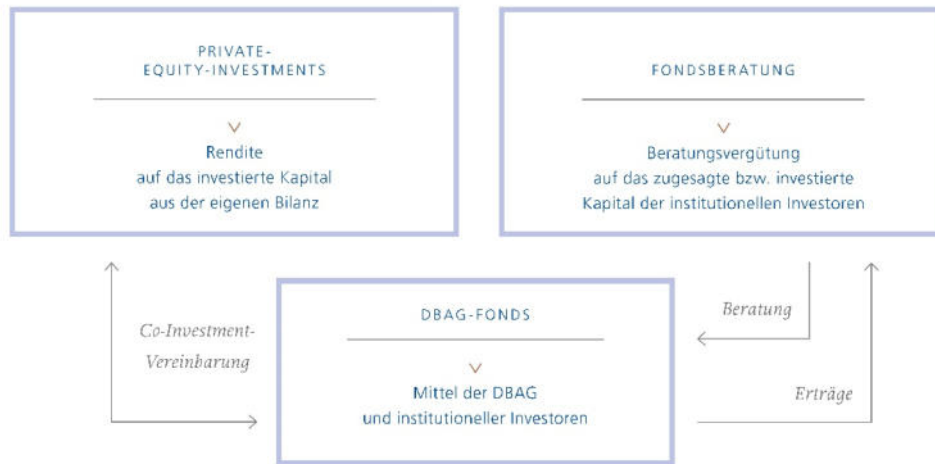 PRIVATE-
EQUITY-INVESTMENTS
Rendite
auf das investierte Kapital
aus der eigenen Bilanz
FONDSBERATUNG
Beratungsvergütung
auf das zugesagte bzw. investierte
Kapital der institutionellen Investoren
Co-Investment-
Vereinbarung
DBAG-FONDS
Mittel der DBAG
und institutioneller Investoren
Beratung
Erträge